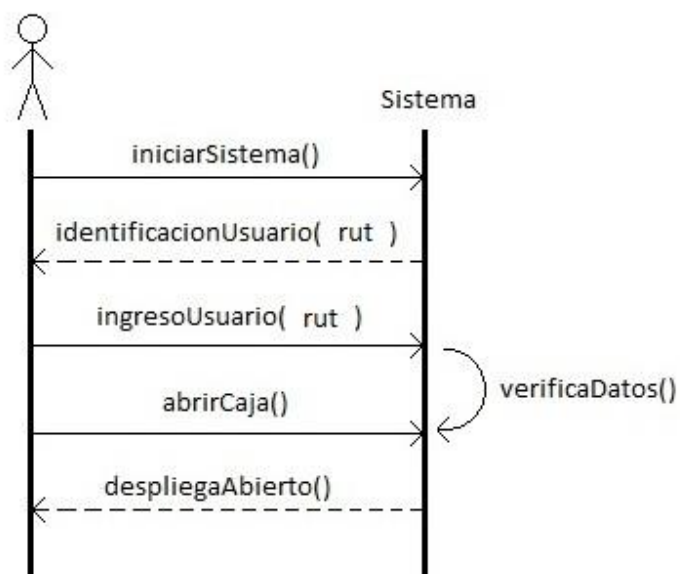 Sistema
iniciarSistema()
identificacionUsuario( rut )
ingresoUsuario( rut )
verificaDatos()
abrirCaja()
despliegaAbierto()